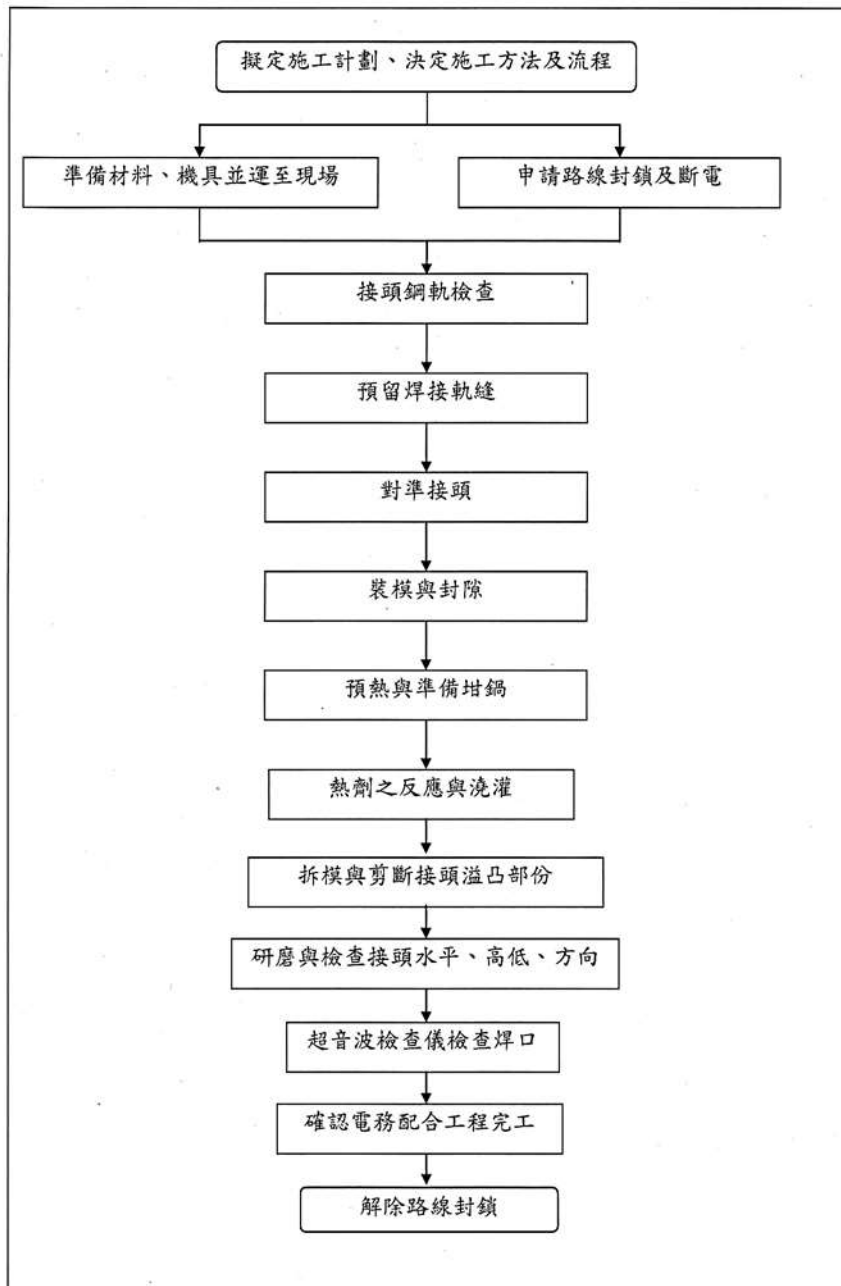 擬定施工計劃、決定施工方法及流程
準備材料、機具並運至現場
申請路線封鎖及斷電
接頭鋼軌檢查
預留焊接軌縫
對準接頭
裝模與封隙
預熱與準備坩鍋
熱劑之反應與澆灌
拆模與剪斷接頭溢凸部份
研磨與檢查接頭水平、高低、方向
超音波檢查儀檢查焊口
確認電務配合工程完工
解除路線封鎖